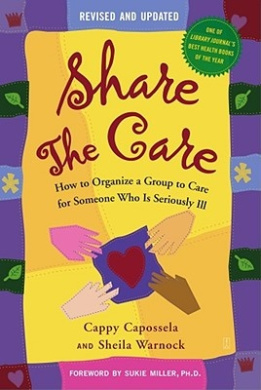 REVISED AND UPDATED
ONE OF
LIBRARY JOURNAL'S
BEST HEALTH BOOKS
OF THE YEAR
Share
The Care
How to Organize a Group to Care
for Someone Who Is Seriously Ill
Cappy Capossela
AND Sheila Warnock
FOREWORD BY SUKIE MILLER, PH.D.